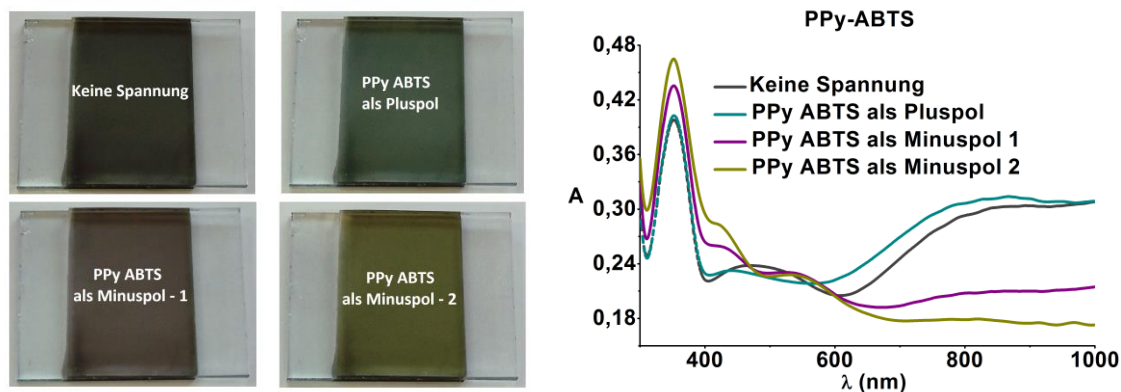 Keine Spannung
PPy ABTS
als Pluspol
PPy ABTS
als Minuspol - 1
PPy ABTS
als Minuspol - 2
PPy-ABTS
Keine Spannung
PPy ABTS als Pluspol
PPy ABTS als Minuspol 1
PPy ABTS als Minuspol 2
A
0,48
0,42
0,36
0,30
0,24
0,18
400 600 800 1000
λ (nm)